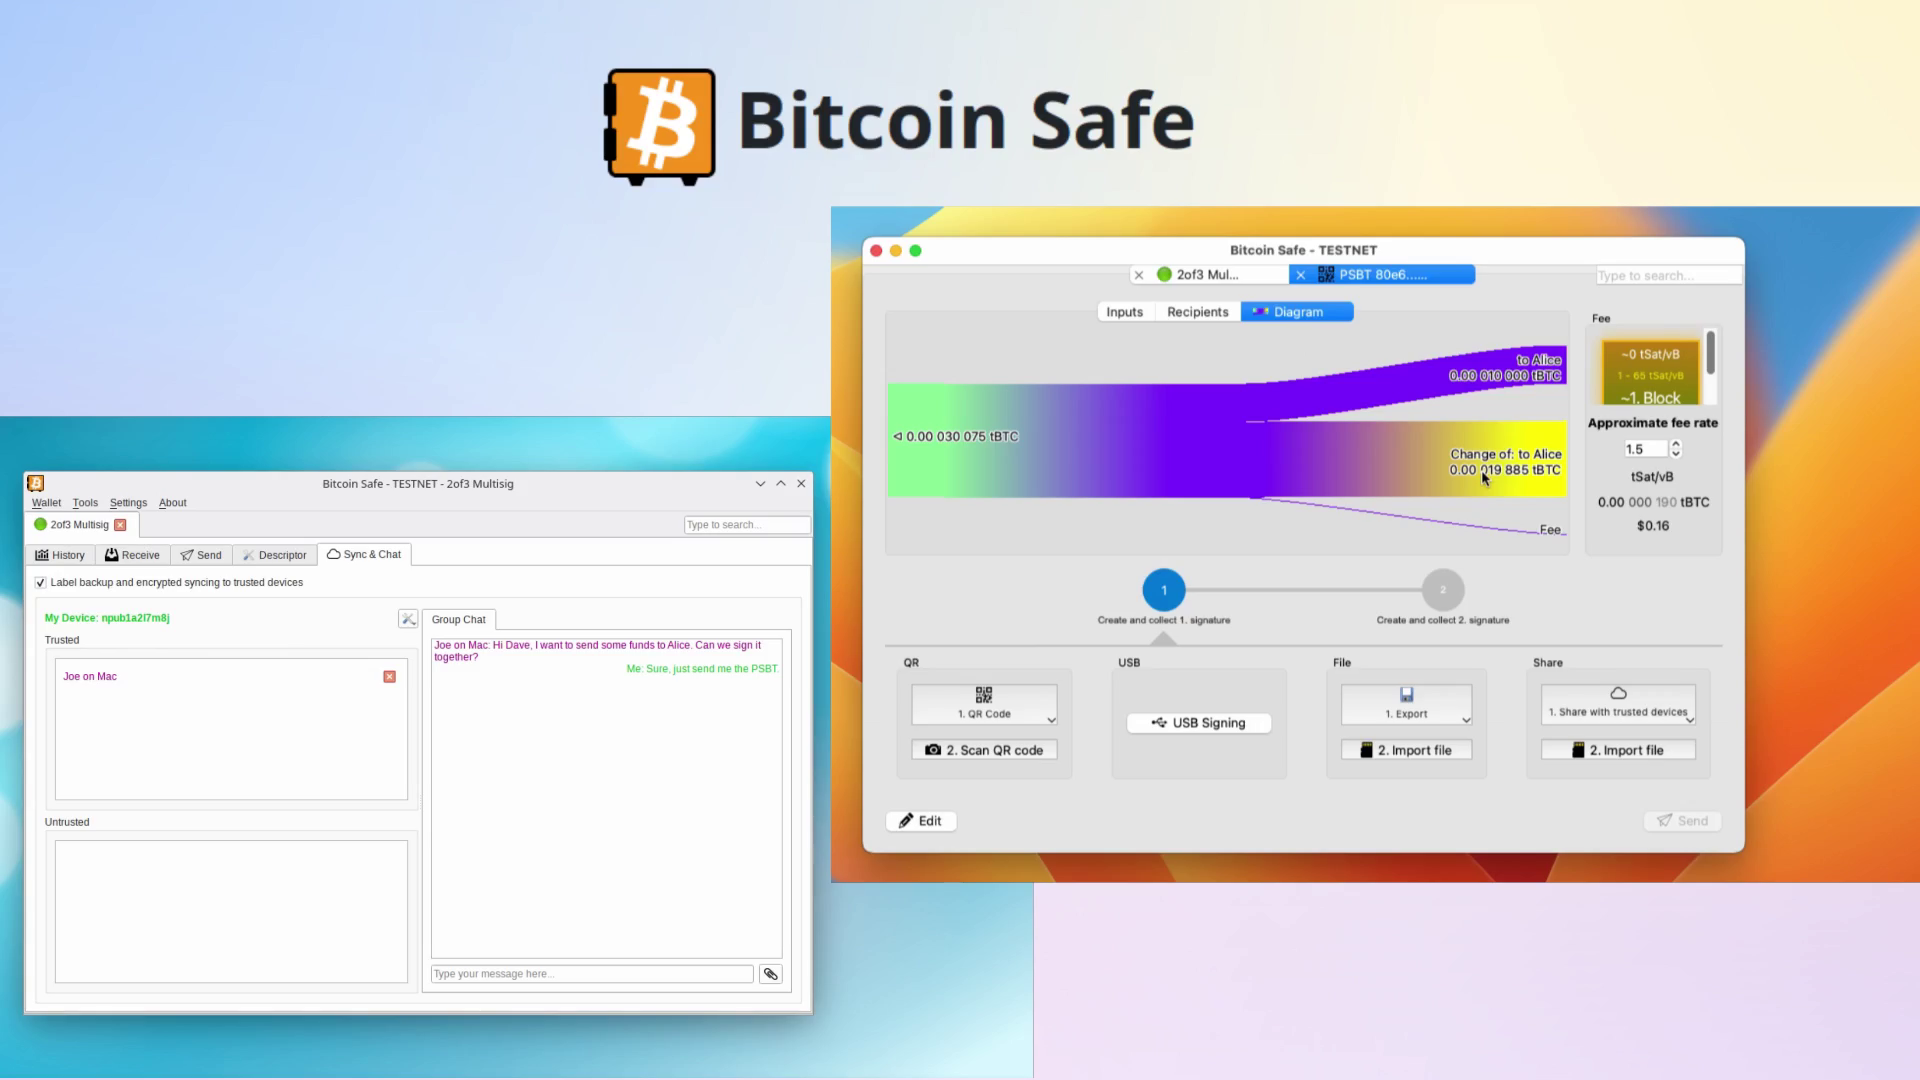 Bitcoin Safe
Bitcoin Safe - TESTNET
2of3 Mul...
PSBT 80e6......
Type to search...
Inputs
Recipients
Diagram
to Alice
0.00 010 000 tBTC
0.00 030 075 tBTC
Change of: to Alice
0.00 019 885 tBTC
Fee
Fee
~0 tSat/vB
1 - 65 tSat/vB
~1. Block
Approximate fee rate
1.5
tSat/vB
0.00 000 190 tBTC
$0.16
1
2
Create and collect 1. signature
Create and collect 2. signature
QR
1. QR Code
2. Scan QR code
USB
USB Signing
File
1. Export
2. Import file
Share
1. Share with trusted devices
2. Import file
Edit
Send
Bitcoin Safe - TESTNET - 2of3 Multisig
Wallet Tools Settings About
2of3 Multisig
Type to search...
History
Receive
Send
Descriptor
Sync & Chat
Label backup and encrypted syncing to trusted devices
My Device: npub1a2l7m8j
Trusted
Joe on Mac
Untrusted
Group Chat
Joe on Mac: Hi Dave, I want to send some funds to Alice. Can we sign it
together?
Me: Sure, just send me the PSBT.
Type your message here...